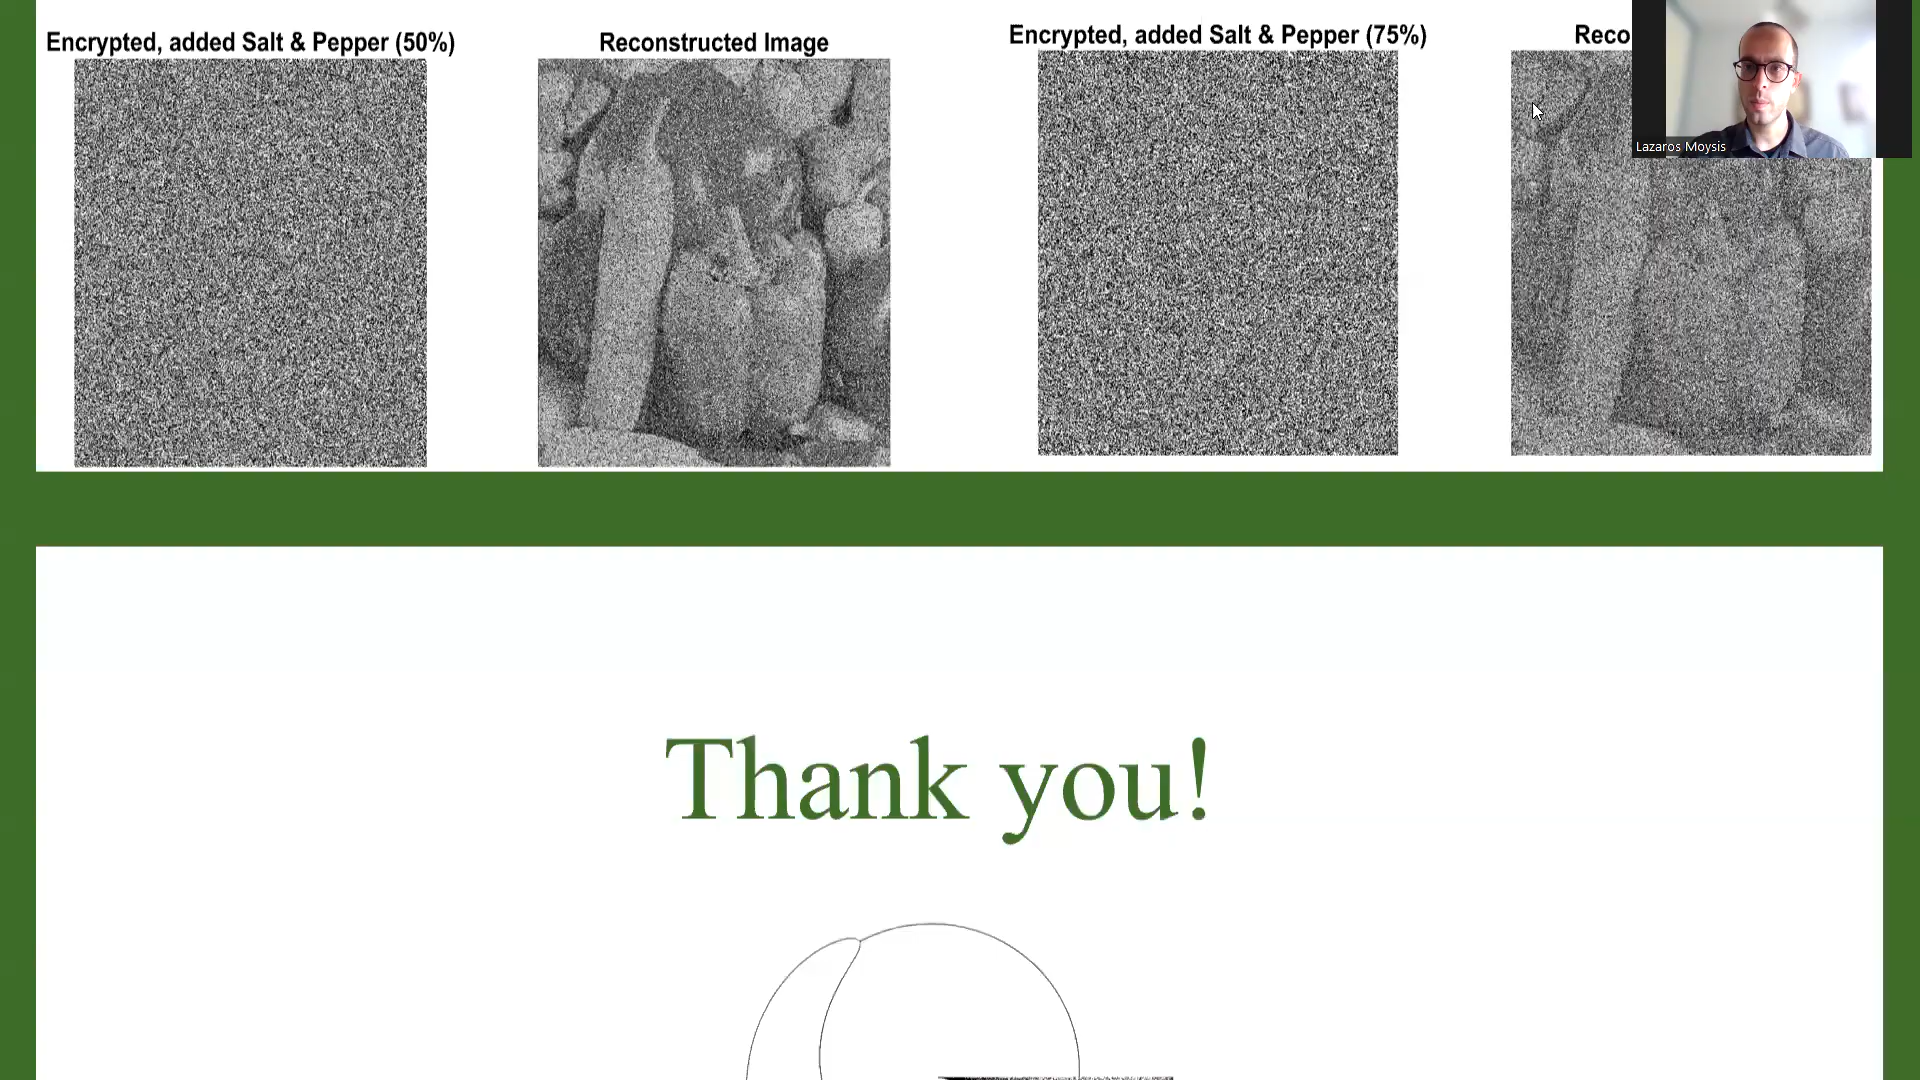 Encrypted, added Salt & Pepper (50%)
Reconstructed Image
Encrypted, added Salt & Pepper (75%)
Reco
Lazaros Moysis
Thank you!